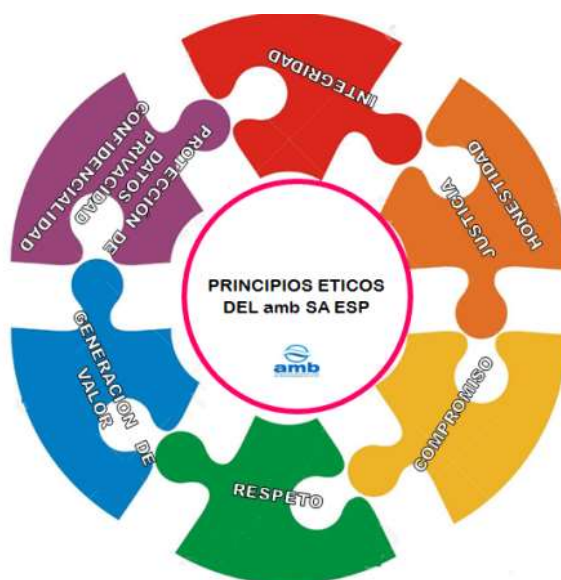 PRINCIPIOS ETICOS
DEL amb SA ESP
amb
INTEGRIDAD
HONESTIDAD
JUSTICIA
COMPROMISO
RESPETO
GENERACION DE
VALOR
PROTECCION DE
DATOS
PRIVACIDAD
CONFIDENCIALIDAD